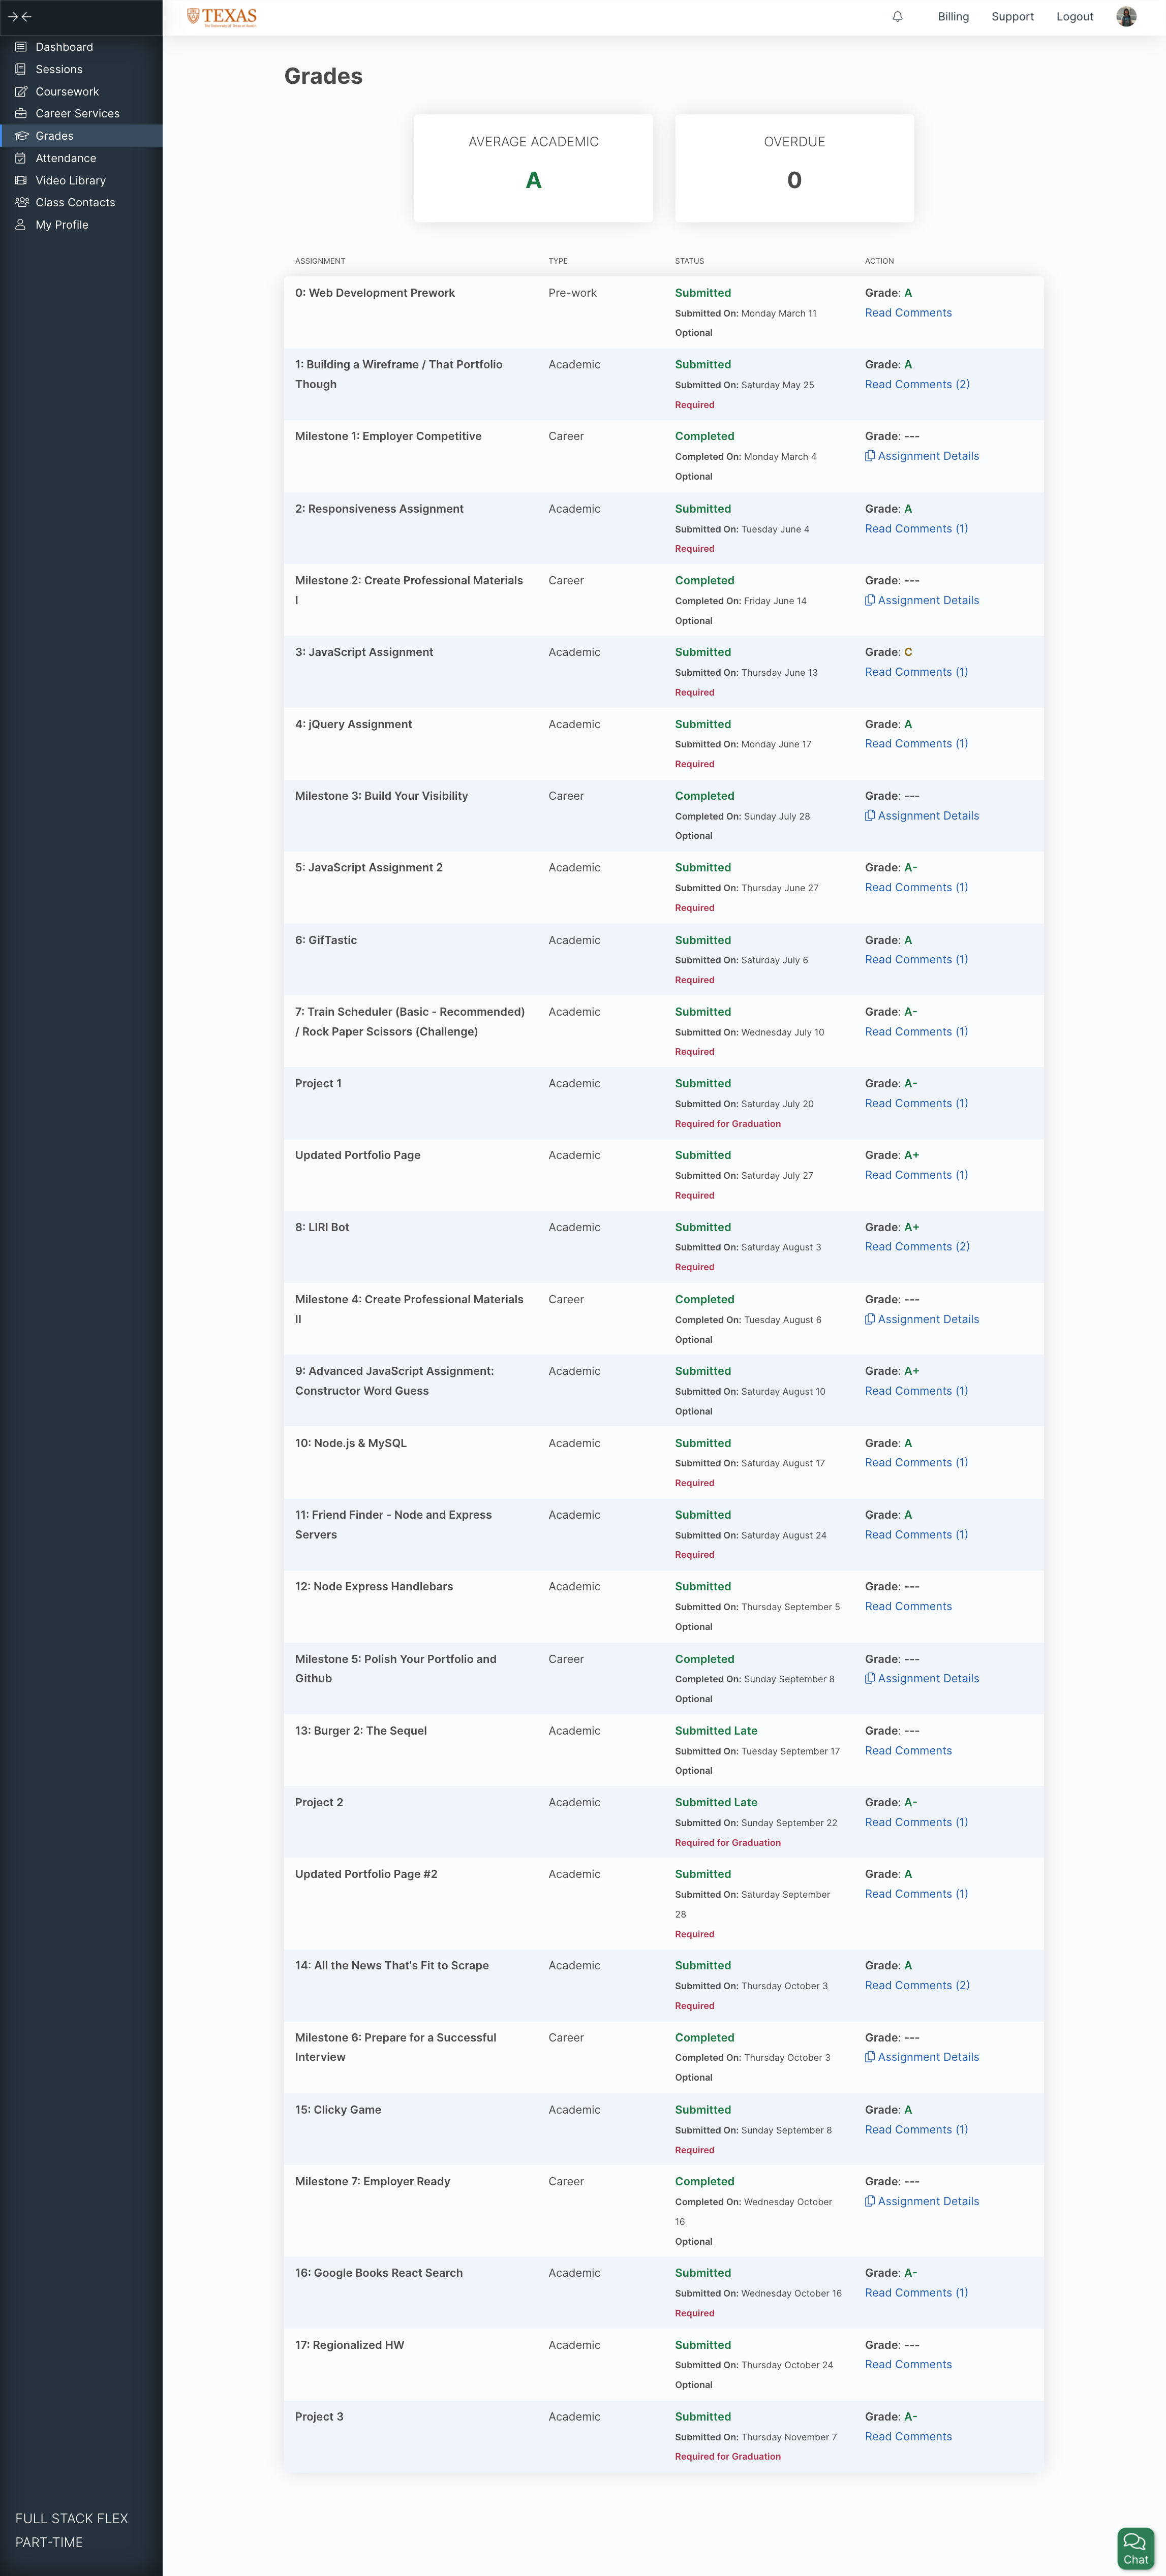 TEXAS
The University of Texas at Austin
Billing
Support
Logout
Dashboard
Sessions
Coursework
Career Services
Grades
Attendance
Video Library
Class Contacts
My Profile
Grades
AVERAGE ACADEMIC
A
OVERDUE
0
ASSIGNMENT TYPE STATUS ACTION
0: Web Development Prework Pre-work Submitted Grade: A
Submitted On: Monday March 11 Read Comments
Optional
1: Building a Wireframe / That Portfolio Academic Submitted Grade: A
Though Submitted On: Saturday May 25 Read Comments (2)
Required
Milestone 1: Employer Competitive Career Completed Grade: ---
Completed On: Monday March 4 Assignment Details
Optional
2: Responsiveness Assignment Academic Submitted Grade: A
Submitted On: Tuesday June 4 Read Comments (1)
Required
Milestone 2: Create Professional Materials Career Completed Grade: ---
I Completed On: Friday June 14 Assignment Details
Optional
3: JavaScript Assignment Academic Submitted Grade: C
Submitted On: Thursday June 13 Read Comments (1)
Required
4: jQuery Assignment Academic Submitted Grade: A
Submitted On: Monday June 17 Read Comments (1)
Required
Milestone 3: Build Your Visibility Career Completed Grade: ---
Completed On: Sunday July 28 Assignment Details
Optional
5: JavaScript Assignment 2 Academic Submitted Grade: A-
Submitted On: Thursday June 27 Read Comments (1)
Required
6: GifTastic Academic Submitted Grade: A
Submitted On: Saturday July 6 Read Comments (1)
Required
7: Train Scheduler (Basic - Recommended) Academic Submitted Grade: A-
/ Rock Paper Scissors (Challenge) Submitted On: Wednesday July 10 Read Comments (1)
Required
Project 1 Academic Submitted Grade: A-
Submitted On: Saturday July 20 Read Comments (1)
Required for Graduation
Updated Portfolio Page Academic Submitted Grade: A+
Submitted On: Saturday July 27 Read Comments (1)
Required
8: LIRI Bot Academic Submitted Grade: A+
Submitted On: Saturday August 3 Read Comments (2)
Required
Milestone 4: Create Professional Materials Career Completed Grade: ---
II Completed On: Tuesday August 6 Assignment Details
Optional
9: Advanced JavaScript Assignment: Academic Submitted Grade: A+
Constructor Word Guess Submitted On: Saturday August 10 Read Comments (1)
Optional
10: Node.js & MySQL Academic Submitted Grade: A
Submitted On: Saturday August 17 Read Comments (1)
Required
11: Friend Finder - Node and Express Academic Submitted Grade: A
Servers Submitted On: Saturday August 24 Read Comments (1)
Required
12: Node Express Handlebars Academic Submitted Grade: ---
Submitted On: Thursday September 5 Read Comments
Optional
Milestone 5: Polish Your Portfolio and Career Completed Grade: ---
Github Completed On: Sunday September 8 Assignment Details
Optional
13: Burger 2: The Sequel Academic Submitted Late Grade: ---
Submitted On: Tuesday September 17 Read Comments
Optional
Project 2 Academic Submitted Late Grade: A-
Submitted On: Sunday September 22 Read Comments (1)
Required for Graduation
Updated Portfolio Page #2 Academic Submitted Grade: A
Submitted On: Saturday September Read Comments (1)
28
Required
14: All the News That's Fit to Scrape Academic Submitted Grade: A
Submitted On: Thursday October 3 Read Comments (2)
Required
Milestone 6: Prepare for a Successful Career Completed Grade: ---
Interview Completed On: Thursday October 3 Assignment Details
Optional
15: Clicky Game Academic Submitted Grade: A
Submitted On: Sunday September 8 Read Comments (1)
Required
Milestone 7: Employer Ready Career Completed Grade: ---
Completed On: Wednesday October Assignment Details
16
Optional
16: Google Books React Search Academic Submitted Grade: A-
Submitted On: Wednesday October 16 Read Comments (1)
Required
17: Regionalized HW Academic Submitted Grade: ---
Submitted On: Thursday October 24 Read Comments
Optional
Project 3 Academic Submitted Grade: A-
Submitted On: Thursday November 7 Read Comments
Required for Graduation
FULL STACK FLEX
PART-TIME
Chat